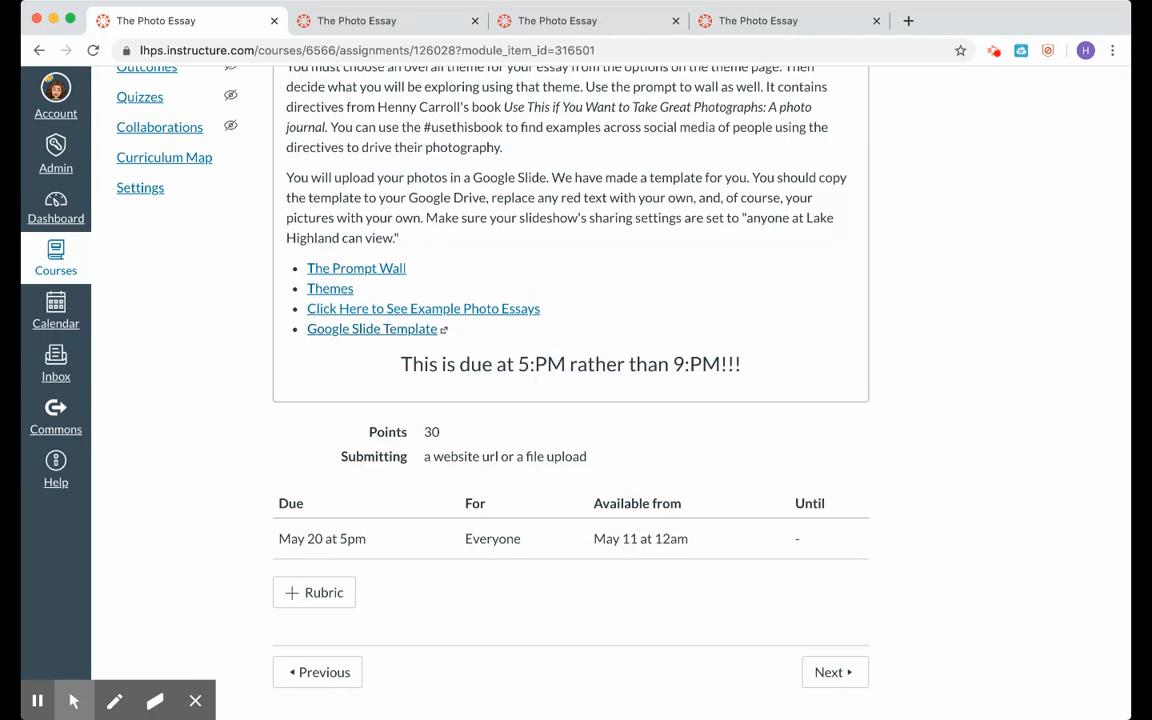 The Photo Essay
The Photo Essay
The Photo Essay
The Photo Essay
lhps.instructure.com/courses/6566/assignments/126028?module_item_id=316501
H
Account
Admin
Dashboard
Courses
Calendar
Inbox
Commons
Help
Outcomes
Quizzes
Collaborations
Curriculum Map
Settings
You must choose an overall theme for your essay from the options on the theme page. Then
decide what you will be exploring using that theme. Use the prompt to wall as well. It contains
directives from Henny Carroll's book Use This if You Want to Take Great Photographs: A photo
journal. You can use the #usethisbook to find examples across social media of people using the
directives to drive their photography.
You will upload your photos in a Google Slide. We have made a template for you. You should copy
the template to your Google Drive, replace any red text with your own, and, of course, your
pictures with your own. Make sure your slideshow's sharing settings are set to "anyone at Lake
Highland can view."
The Prompt Wall
Themes
Click Here to See Example Photo Essays
Google Slide Template
This is due at 5:PM rather than 9:PM!!!
Points 30
Submitting a website url or a file upload
Due For Available from Until
May 20 at 5pm Everyone May 11 at 12am -
Rubric
Previous
Next